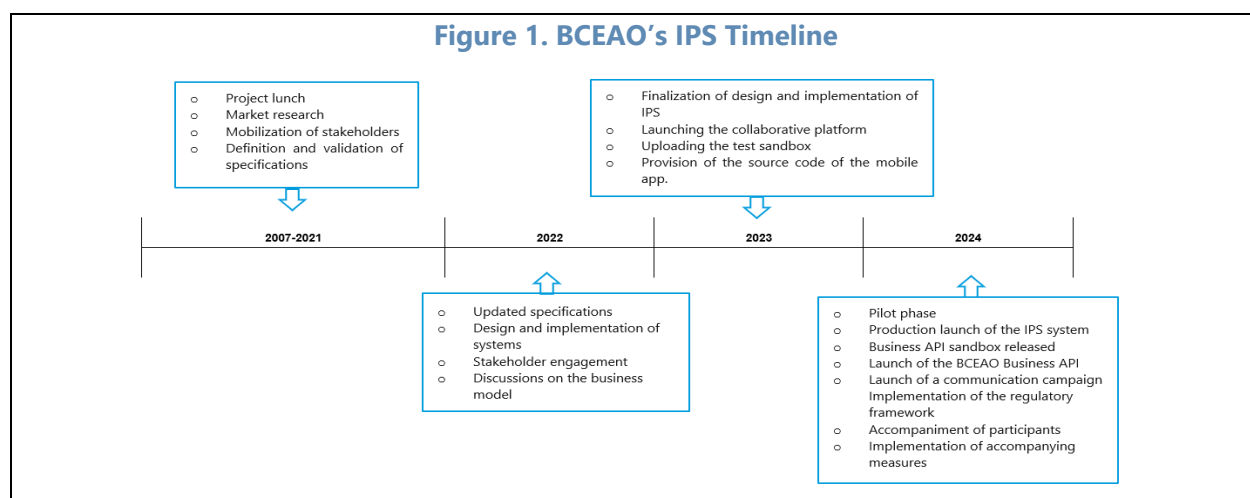 Figure 1. BCEAO’s IPS Timeline
o Project lunch
o Market research
o Mobilization of stakeholders
o Definition and validation of
specifications
o Finalization of design and implementation of
IPS
o Launching the collaborative platform
o Uploading the test sandbox
o Provision of the source code of the mobile
app.
2007-2021
2022
2023
2024
o Updated specifications
o Design and implementation of
systems
o Stakeholder engagement
o Discussions on the business
model
o Pilot phase
o Production launch of the IPS system
o Business API sandbox released
o Launch of the BCEAO Business API
o Launch of a communication campaign
Implementation of the regulatory
framework
o Accompaniment of participants
o Implementation of accompanying
measures